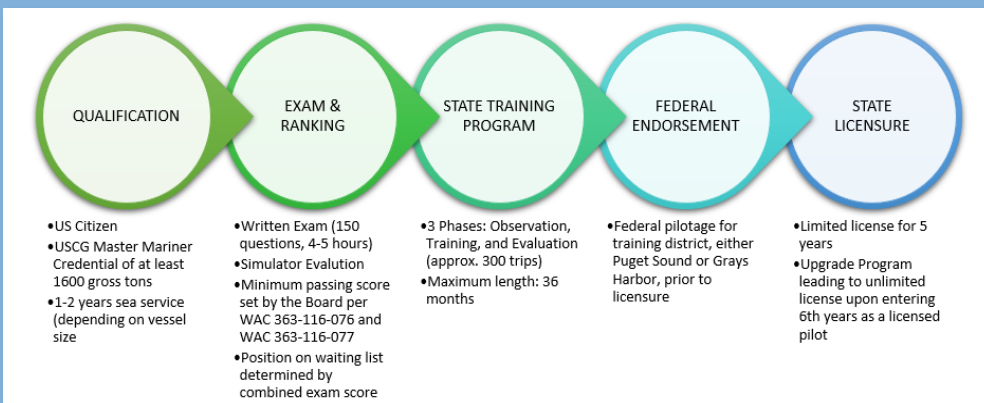 QUALIFICATION
•US Citizen
•USCG Master Mariner
Credential of at least
1600 gross tons
•1-2 years sea service
(depending on vessel
size
EXAM &
RANKING
•Written Exam (150
questions, 4-5 hours)
•Simulator Evalution
•Minimum passing score
set by the Board per
WAC 363-116-076 and
WAC 363-116-077
•Position on waiting list
determined by
combined exam score
STATE TRAINING
PROGRAM
•3 Phases: Observation,
Training, and Evaluation
(approx. 300 trips)
•Maximum length: 36
months
FEDERAL
ENDORSEMENT
•Federal pilotage for
training district, either
Puget Sound or Grays
Harbor, prior to
licensure
STATE
LICENSURE
•Limited license for 5
years
•Upgrade Program
leading to unlimited
license upon entering
6th years as a licensed
pilot